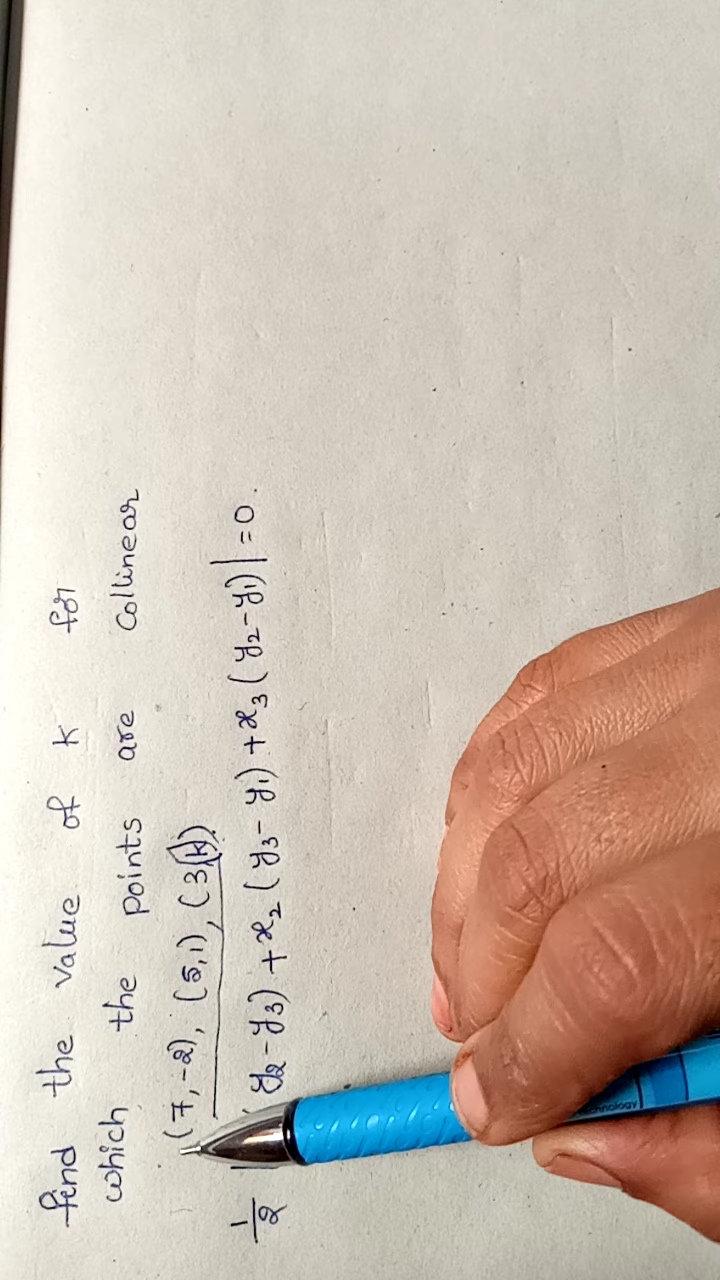 find the value of K for
which the points are Collinear
(7,-2), (5,1), (3,k).
1/2 | y2-y3) + x2 ( y3- y1) + x3 ( y2-y1) | = 0.
technology